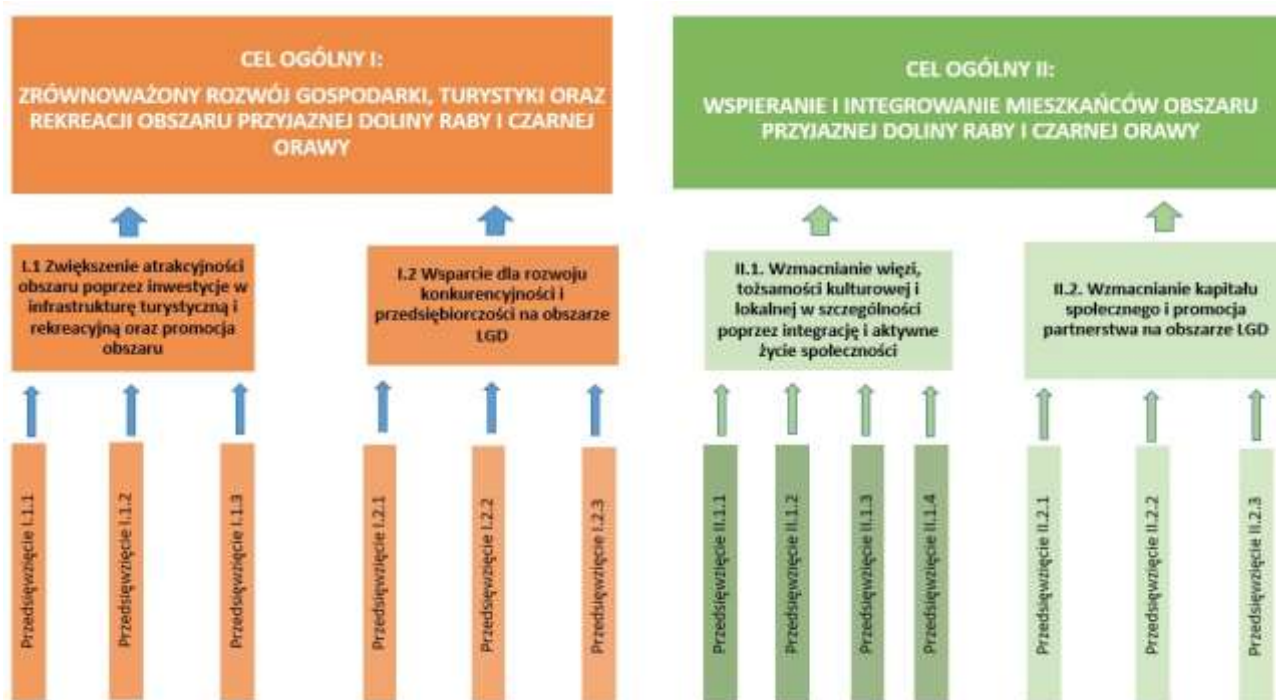 CEL OGÓLNY I:
ZRÓWNOWAŻONY ROZWÓJ GOSPODARKI, TURYSTYKI ORAZ
REKREACJI OBSZARU PRZYJAZNEJ DOLINY RABY I CZARNEJ
ORAWY
CEL OGÓLNY II:
WSPIERANIE I INTEGROWANIE MIESZKAŃCÓW OBSZARU
PRZYJAZNEJ DOLINY RABY I CZARNEJ ORAWY
I.1 Zwiększenie atrakcyjności
obszaru poprzez inwestycje w
infrastrukturę turystyczną i
rekreacyjną oraz promocja
obszaru
I.2 Wsparcie dla rozwoju
konkurencyjności i
przedsiębiorczości na obszarze
LGD
II.1. Wzmacnianie więzi,
tożsamości kulturowej i
lokalnej w szczególności
poprzez integrację i aktywne
życie społeczności
II.2. Wzmacnianie kapitału
społecznego i promocja
partnerstwa na obszarze LGD
Przedsięwzięcie I.1.1
Przedsięwzięcie I.1.2
Przedsięwzięcie I.1.3
Przedsięwzięcie I.2.1
Przedsięwzięcie I.2.2
Przedsięwzięcie I.2.3
Przedsięwzięcie II.1.1
Przedsięwzięcie II.1.2
Przedsięwzięcie II.1.3
Przedsięwzięcie II.1.4
Przedsięwzięcie II.2.1
Przedsięwzięcie II.2.2
Przedsięwzięcie II.2.3